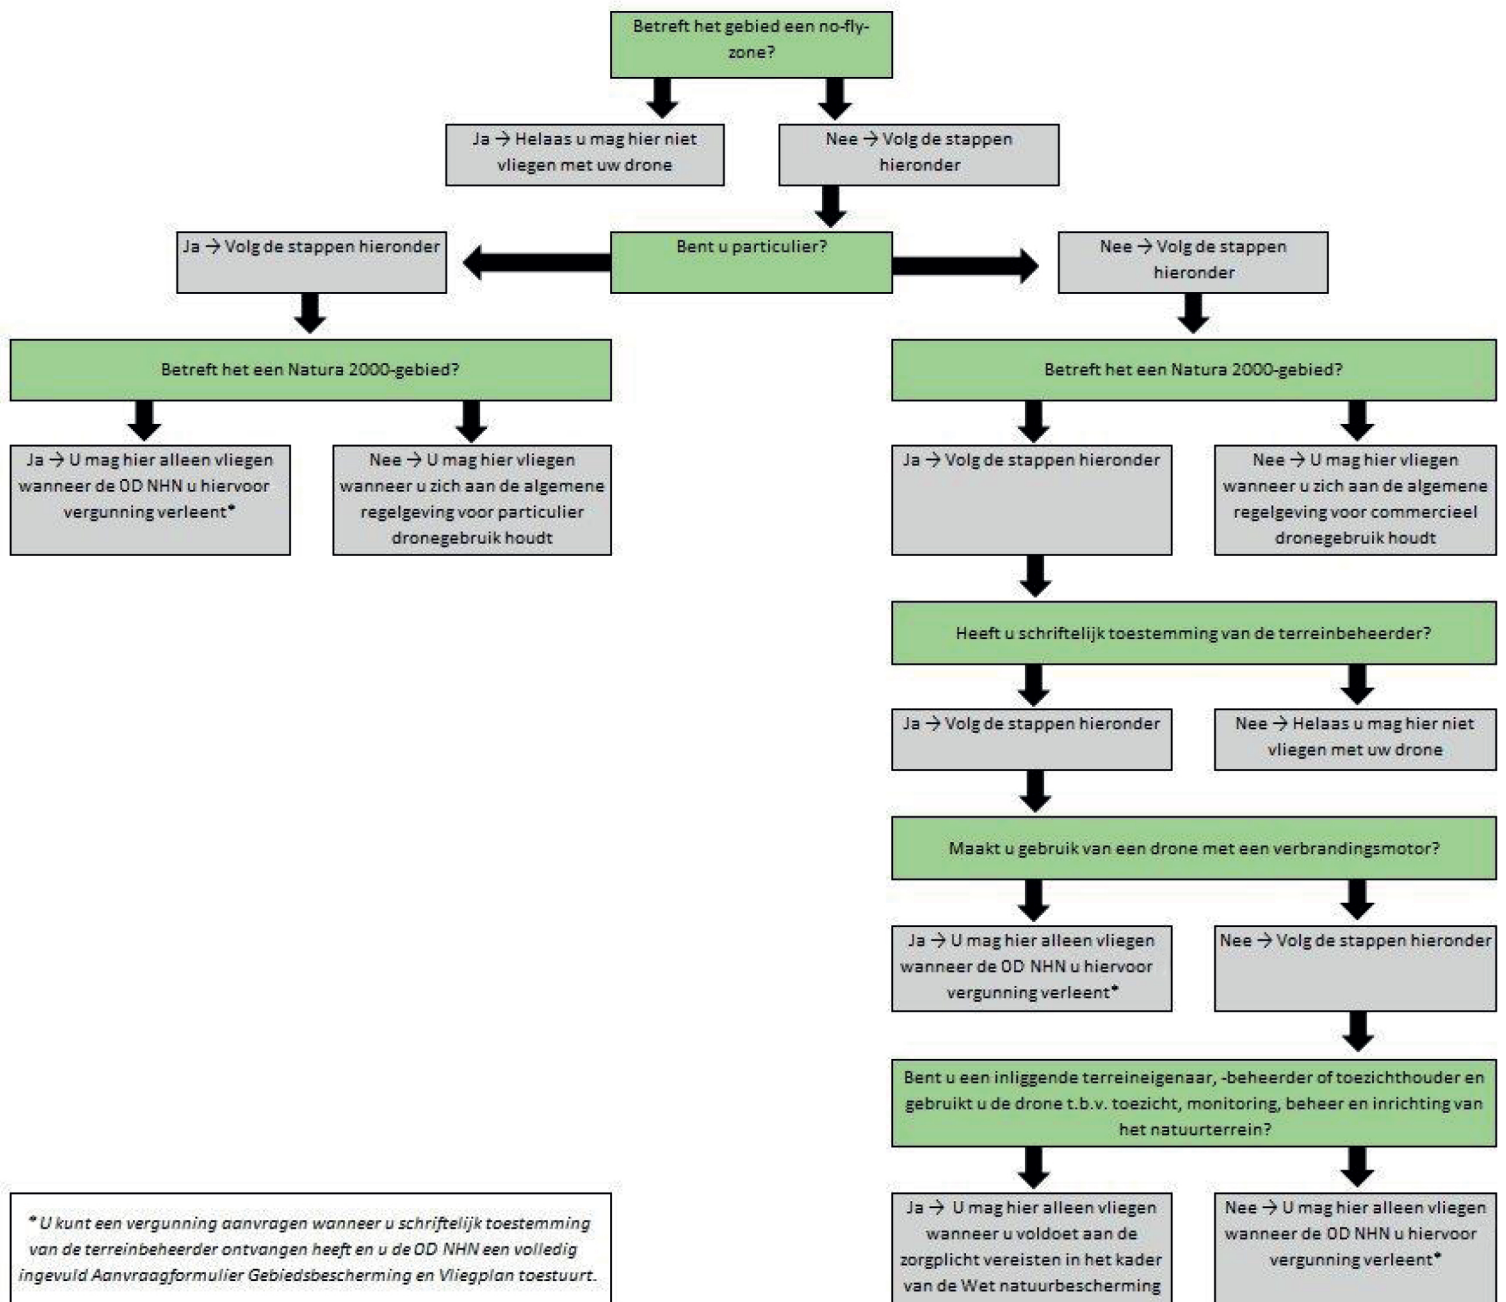 Betreft het gebied een no-fly-
zone?
Ja → Helaas u mag hier niet
vliegen met uw drone
Nee → Volg de stappen
hieronder
Ja → Volg de stappen hieronder
Bent u particulier?
Nee → Volg de stappen
hieronder
Betreft het een Natura 2000-gebied?
Ja → U mag hier alleen vliegen
wanneer de OD NHN u hiervoor
vergunning verleent*
Nee → U mag hier vliegen
wanneer u zich aan de algemene
regelgeving voor particulier
dronegebruik houdt
Betreft het een Natura 2000-gebied?
Ja → Volg de stappen hieronder
Nee → U mag hier vliegen
wanneer u zich aan de algemene
regelgeving voor commercieel
dronegebruik houdt
Heeft u schriftelijk toestemming van de terreinbeheerder?
Ja → Volg de stappen hieronder
Nee → Helaas u mag hier niet
vliegen met uw drone
Maakt u gebruik van een drone met een verbrandingsmotor?
Ja → U mag hier alleen vliegen
wanneer de OD NHN u hiervoor
vergunning verleent*
Nee → Volg de stappen hieronder
Bent u een inliggende terreineigenaar, -beheerder of toezichthouder en
gebruikt u de drone t.b.v. toezicht, monitoring, beheer en inrichting van
het natuurterrein?
Ja → U mag hier alleen vliegen
wanneer u voldoet aan de
zorgplicht vereisten in het kader
van de Wet natuurbescherming
Nee → U mag hier alleen vliegen
wanneer de OD NHN u hiervoor
vergunning verleent*
* U kunt een vergunning aanvragen wanneer u schriftelijk toestemming
van de terreinbeheerder ontvangen heeft en u de OD NHN een volledig
ingevuld Aanvraagformulier Gebiedsbescherming en Vliegplan toestuurt.